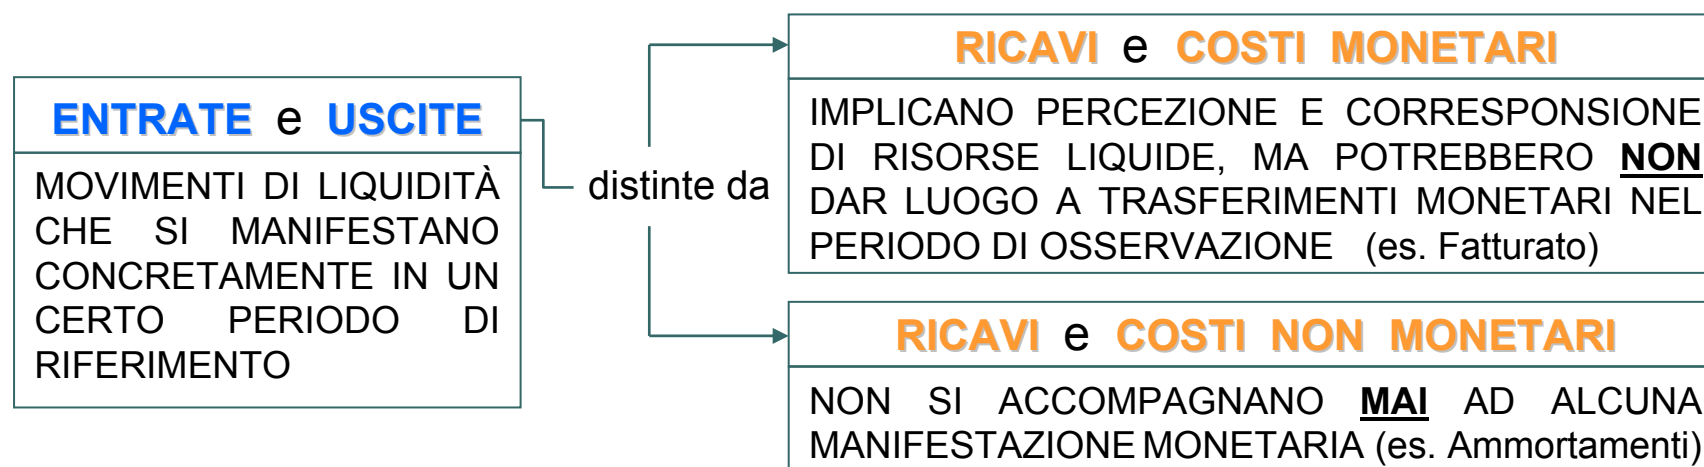 ENTRATE e USCITE
MOVIMENTI DI LIQUIDITÀ
CHE SI MANIFESTANO
CONCRETAMENTE IN UN
CERTO PERIODO DI
RIFERIMENTO
distinte da
RICAVI e COSTI MONETARI
IMPLICANO PERCEZIONE E CORRESPONSIONE
DI RISORSE LIQUIDE, MA POTREBBERO NON
DAR LUOGO A TRASFERIMENTI MONETARI NEL
PERIODO DI OSSERVAZIONE (es. Fatturato)
RICAVI e COSTI NON MONETARI
NON SI ACCOMPAGNANO MAI AD ALCUNA
MANIFESTAZIONE MONETARIA (es. Ammortamenti)